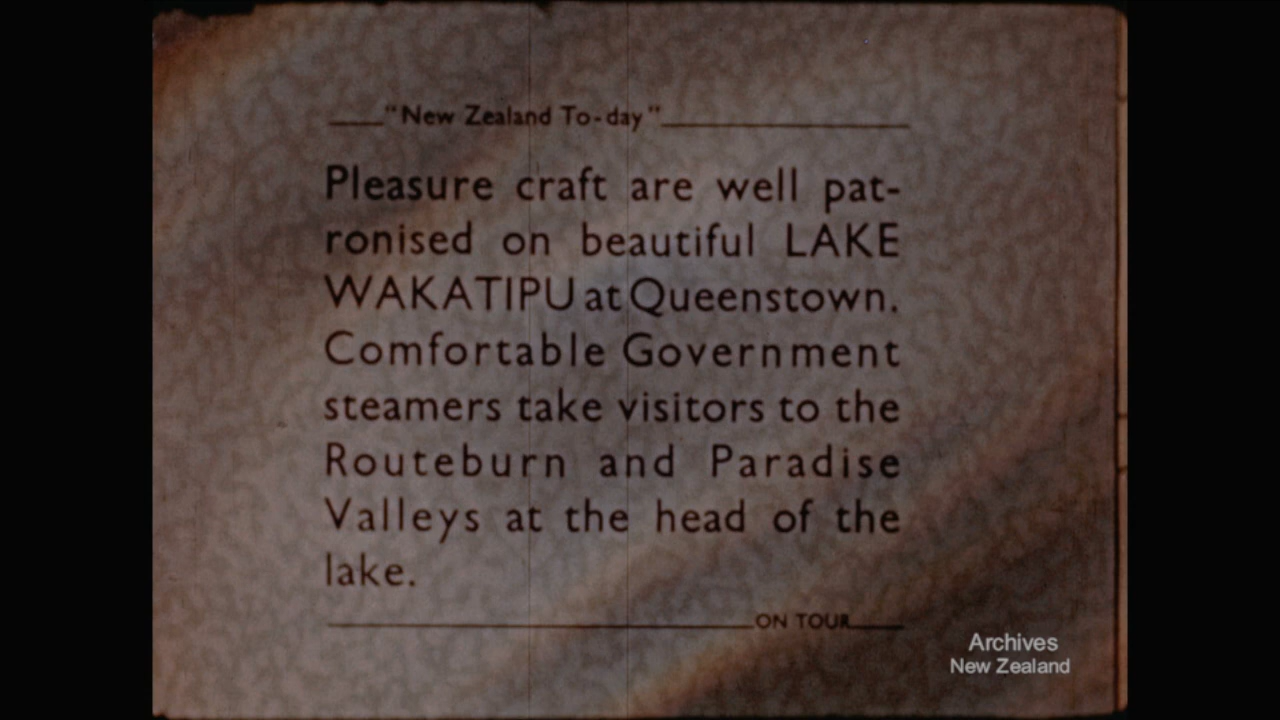 "New Zealand To-day"
Pleasure craft are well pat-
ronised on beautiful LAKE
WAKATIPU at Queenstown.
Comfortable Government
steamers take visitors to the
Routeburn and Paradise
Valleys at the head of the
lake.
ON TOUR
Archives
New Zealand